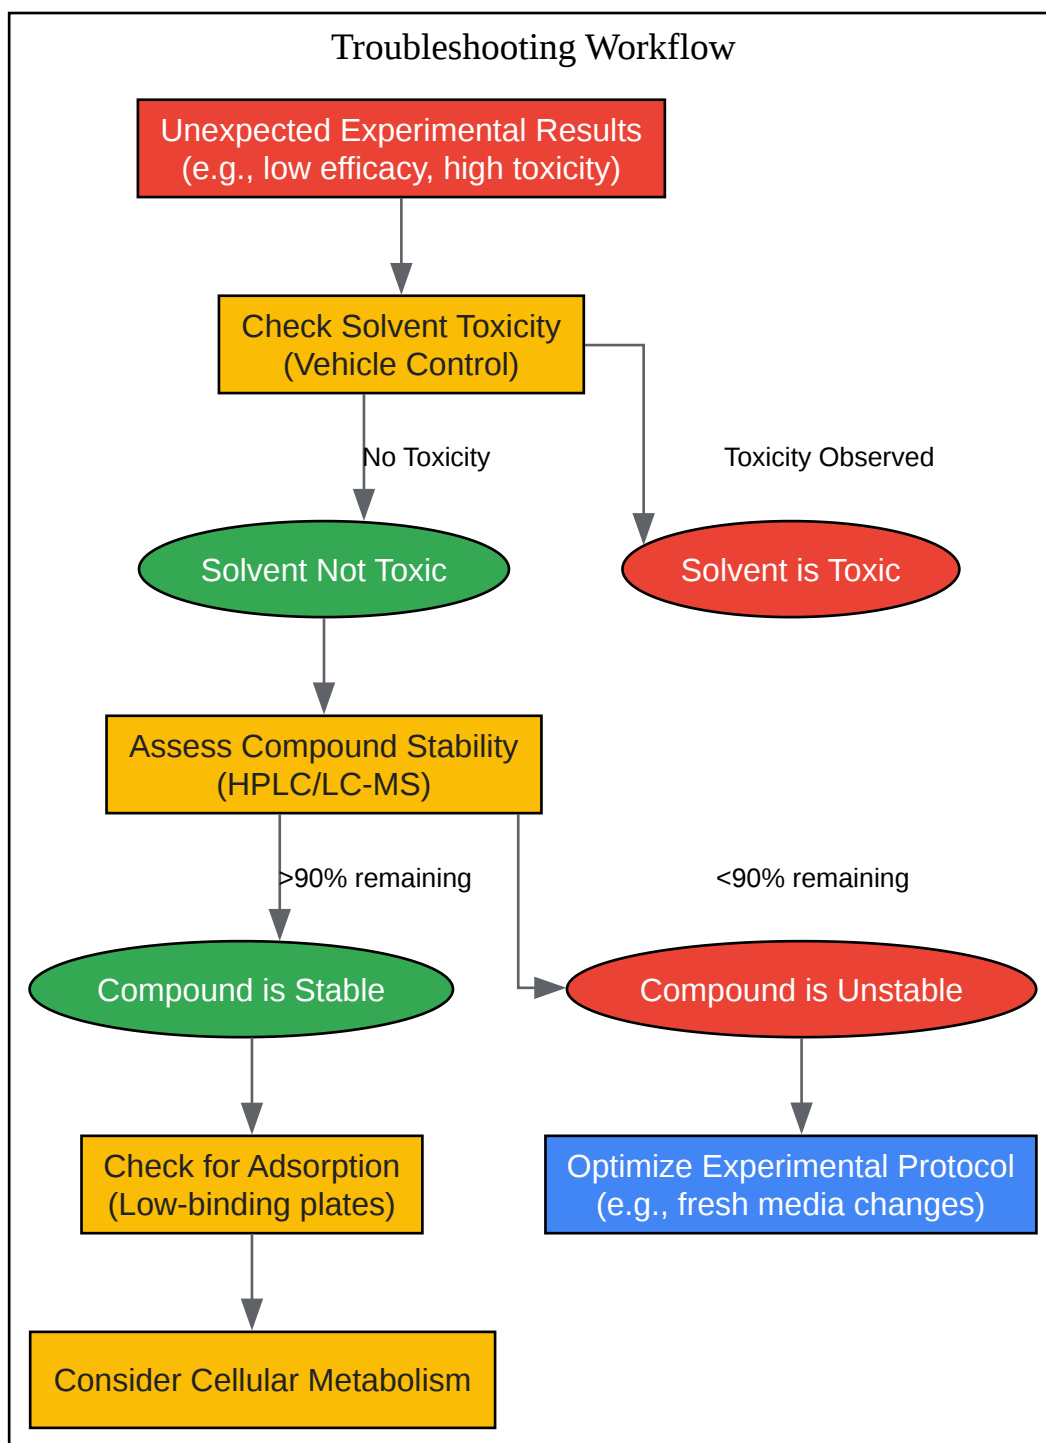 Troubleshooting Workflow
Unexpected Experimental Results
(e.g., low efficacy, high toxicity)
Check Solvent Toxicity
(Vehicle Control)
No Toxicity
Toxicity Observed
Solvent Not Toxic
Solvent is Toxic
Assess Compound Stability
(HPLC/LC-MS)
>90% remaining
<90% remaining
Compound is Stable
Compound is Unstable
Check for Adsorption
(Low-binding plates)
Optimize Experimental Protocol
(e.g., fresh media changes)
Consider Cellular Metabolism